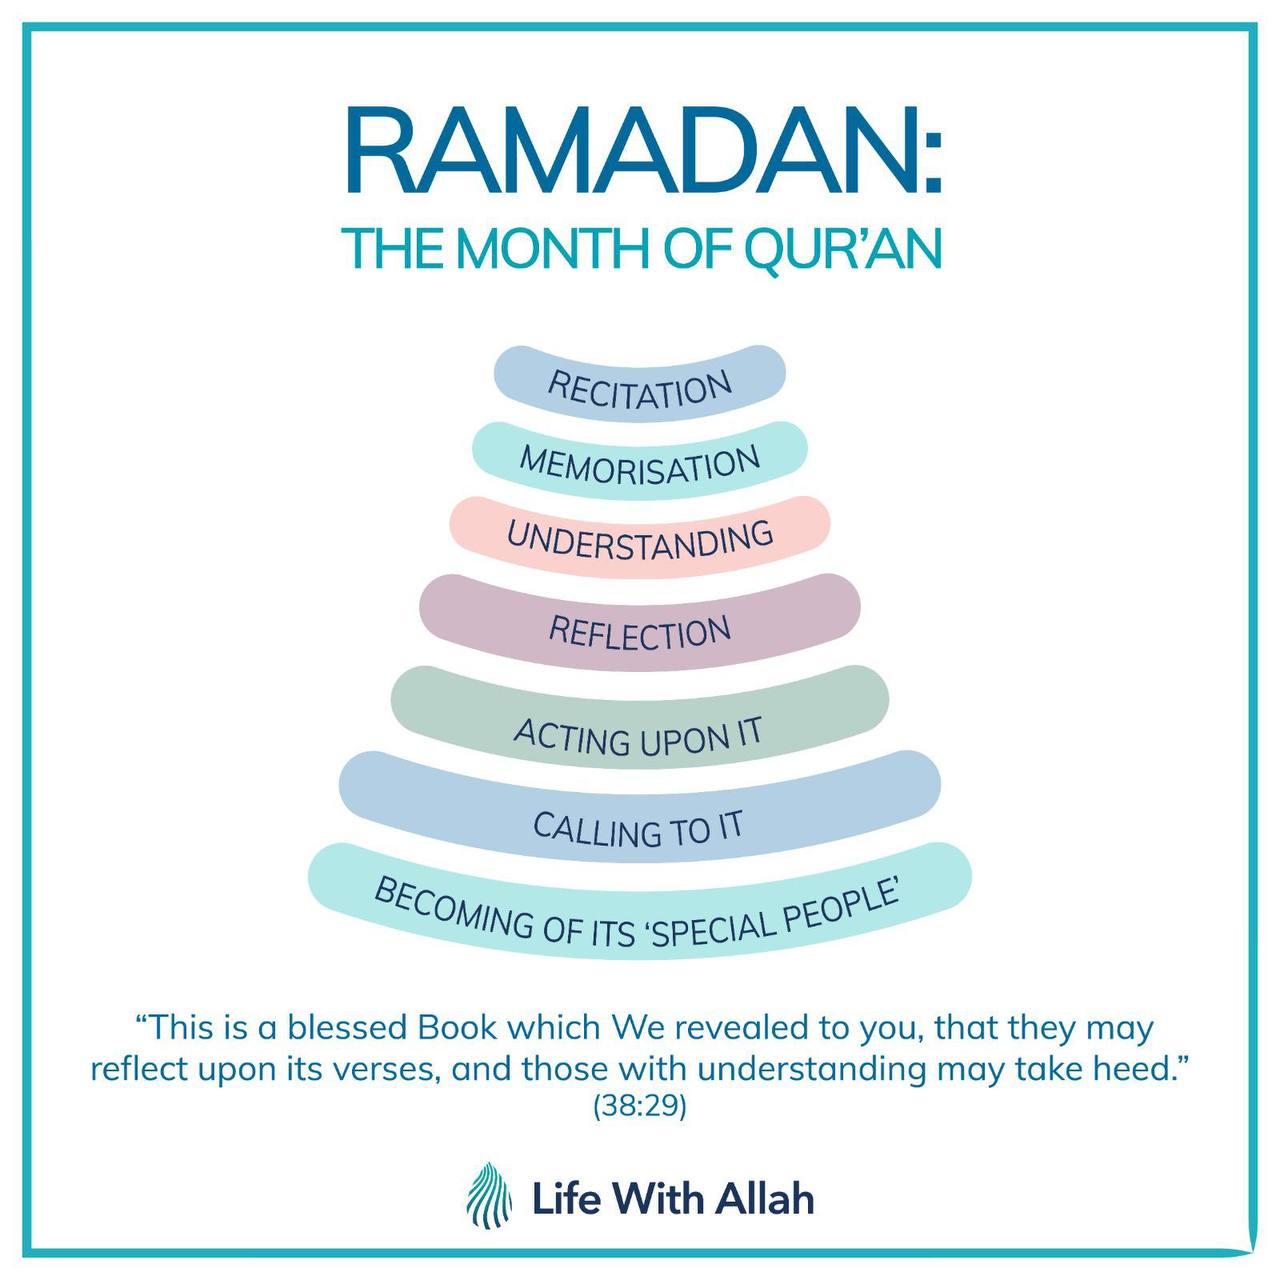 RAMADAN:
THE MONTH OF QUR’AN
RECITATION
MEMORISATION
UNDERSTANDING
REFLECTION
ACTING UPON IT
CALLING TO IT
BECOMING OF ITS ‘SPECIAL PEOPLE’
“This is a blessed Book which We revealed to you, that they may
reflect upon its verses, and those with understanding may take heed.”
(38:29)
Life With Allah